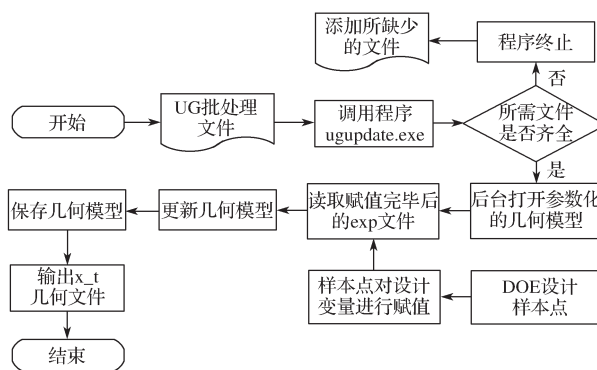 添加所缺少
的文件
程序终止
否
开始
UG批处理
文件
调用程序
ugupdate.exe
所需文件
是否齐全
是
保存几何模型
更新几何模型
读取赋值完毕后
的exp文件
后台打开参数化
的几何模型
输出x_t
几何文件
样本点对设计
变量进行赋值
DOE设计
样本点
结束